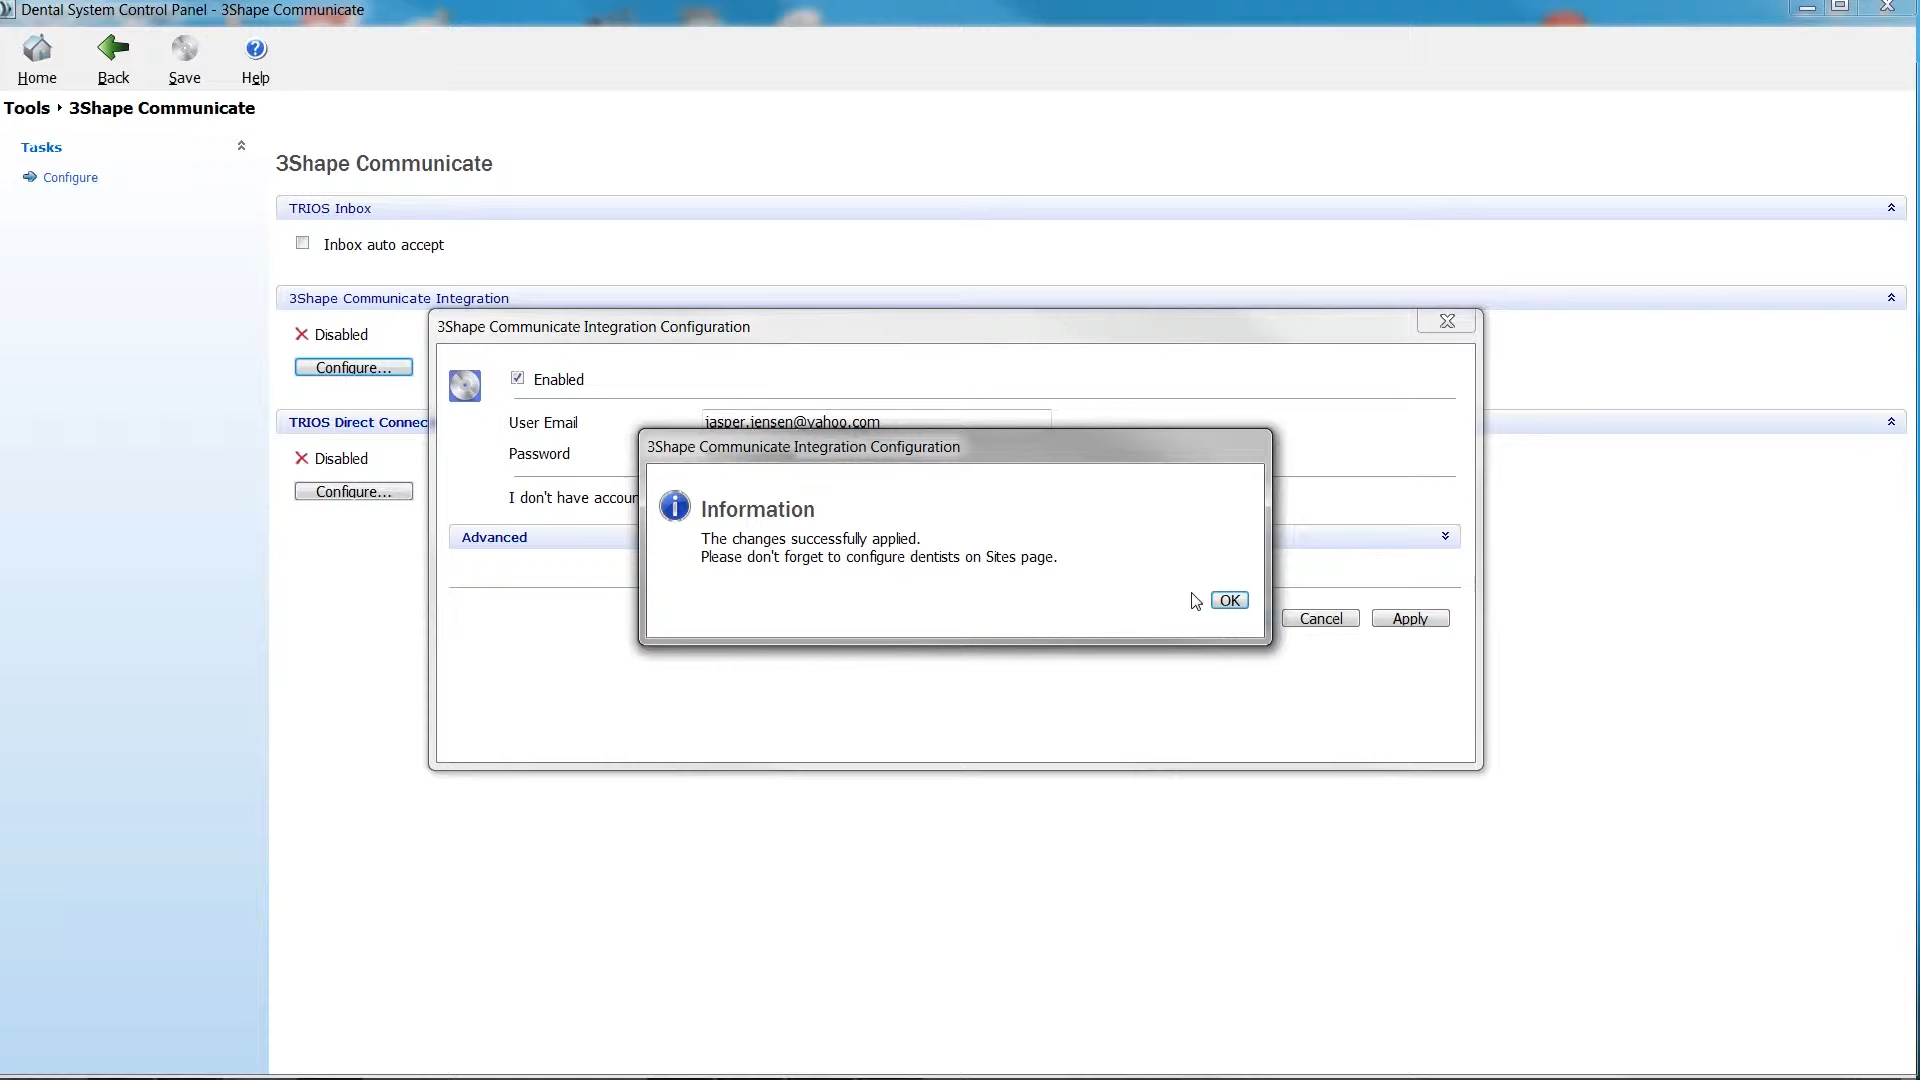 Dental System Control Panel - 3Shape Communicate
Home Back Save Help
Tools ‣ 3Shape Communicate
Tasks
Configure
3Shape Communicate
TRIOS Inbox
Inbox auto accept
3Shape Communicate Integration
Disabled
Configure...
TRIOS Direct Connec
Disabled
Configure...
3Shape Communicate Integration Configuration
Enabled
User Email jasper.jensen@yahoo.com
Password
I don't have accoun
Advanced
Cancel Apply
3Shape Communicate Integration Configuration
Information
The changes successfully applied.
Please don't forget to configure dentists on Sites page.
OK